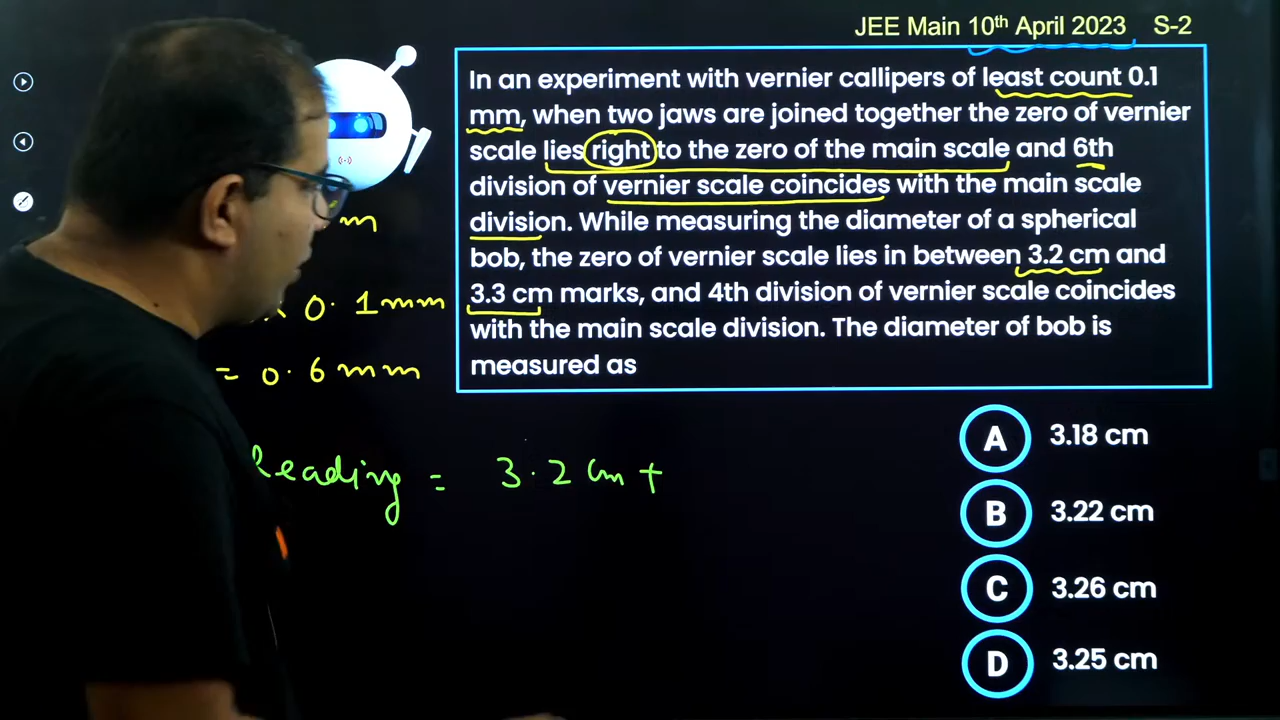 JEE Main 10th April 2023 S-2
In an experiment with vernier callipers of least count 0.1
mm, when two jaws are joined together the zero of vernier
scale lies right to the zero of the main scale and 6th
division of vernier scale coincides with the main scale
division. While measuring the diameter of a spherical
bob, the zero of vernier scale lies in between 3.2 cm and
3.3 cm marks, and 4th division of vernier scale coincides
with the main scale division. The diameter of bob is
measured as
m
× 0.1 mm
= 0.6 mm
Reading = 3.2 cm +
A 3.18 cm
B 3.22 cm
C 3.26 cm
D 3.25 cm